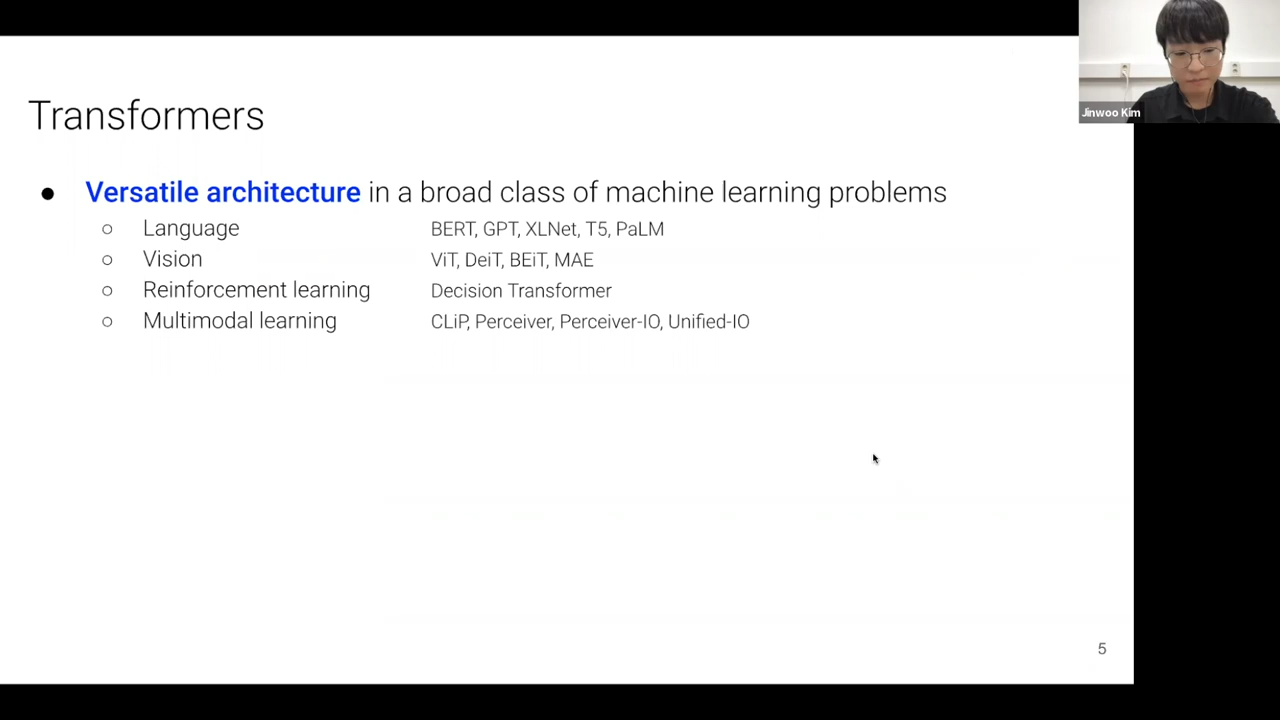 Transformers
● Versatile architecture in a broad class of machine learning problems
○ Language BERT, GPT, XLNet, T5, PaLM
○ Vision ViT, DeiT, BEiT, MAE
○ Reinforcement learning Decision Transformer
○ Multimodal learning CLiP, Perceiver, Perceiver-IO, Unified-IO
5
Jinwoo Kim